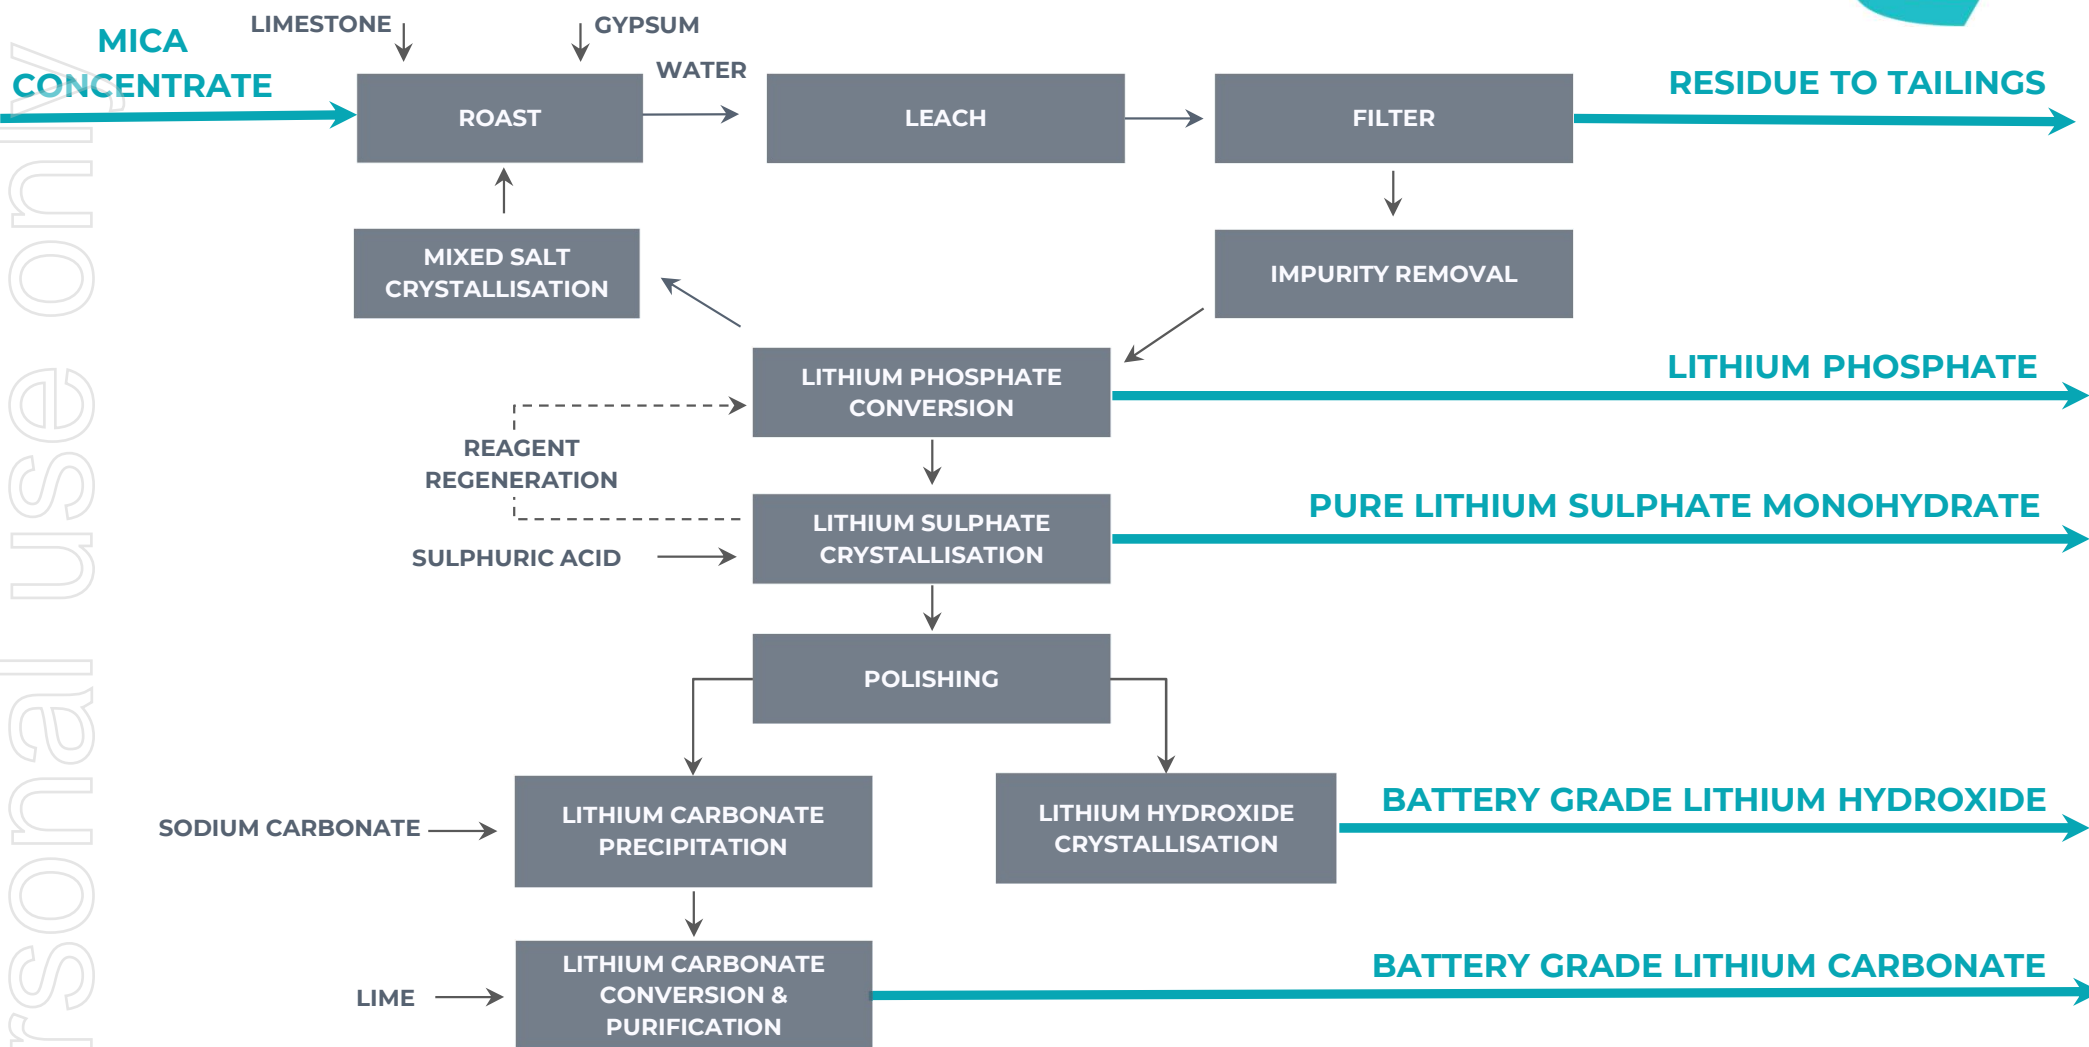 LIMESTONE
GYPSUM
MICA
CONCENTRATE
WATER
ROAST
LEACH
FILTER
RESIDUE TO TAILINGS
MIXED SALT
CRYSTALLISATION
IMPURITY REMOVAL
LITHIUM PHOSPHATE
CONVERSION
LITHIUM PHOSPHATE
REAGENT
REGENERATION
LITHIUM SULPHATE
CRYSTALLISATION
PURE LITHIUM SULPHATE MONOHYDRATE
SULPHURIC ACID
POLISHING
SODIUM CARBONATE
LITHIUM CARBONATE
PRECIPITATION
LITHIUM HYDROXIDE
CRYSTALLISATION
BATTERY GRADE LITHIUM HYDROXIDE
LIME
LITHIUM CARBONATE
CONVERSION &
PURIFICATION
BATTERY GRADE LITHIUM CARBONATE
rsonal use only